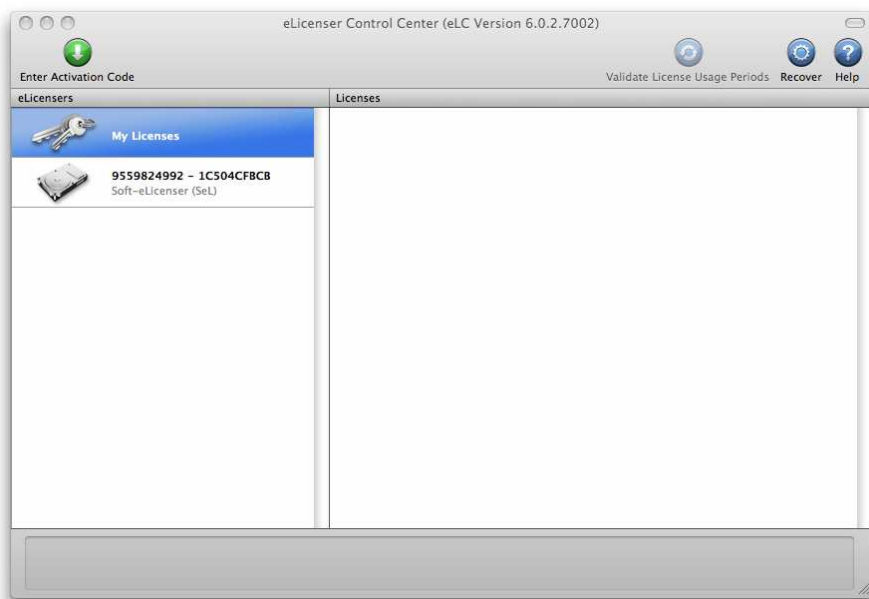 eLicenser Control Center (eLC Version 6.0.2.7002)
Enter Activation Code
Validate License Usage Periods
Recover
Help
eLicensers
Licenses
My Licenses
9559824992 - 1C504CFBCB
Soft-eLicenser (SeL)